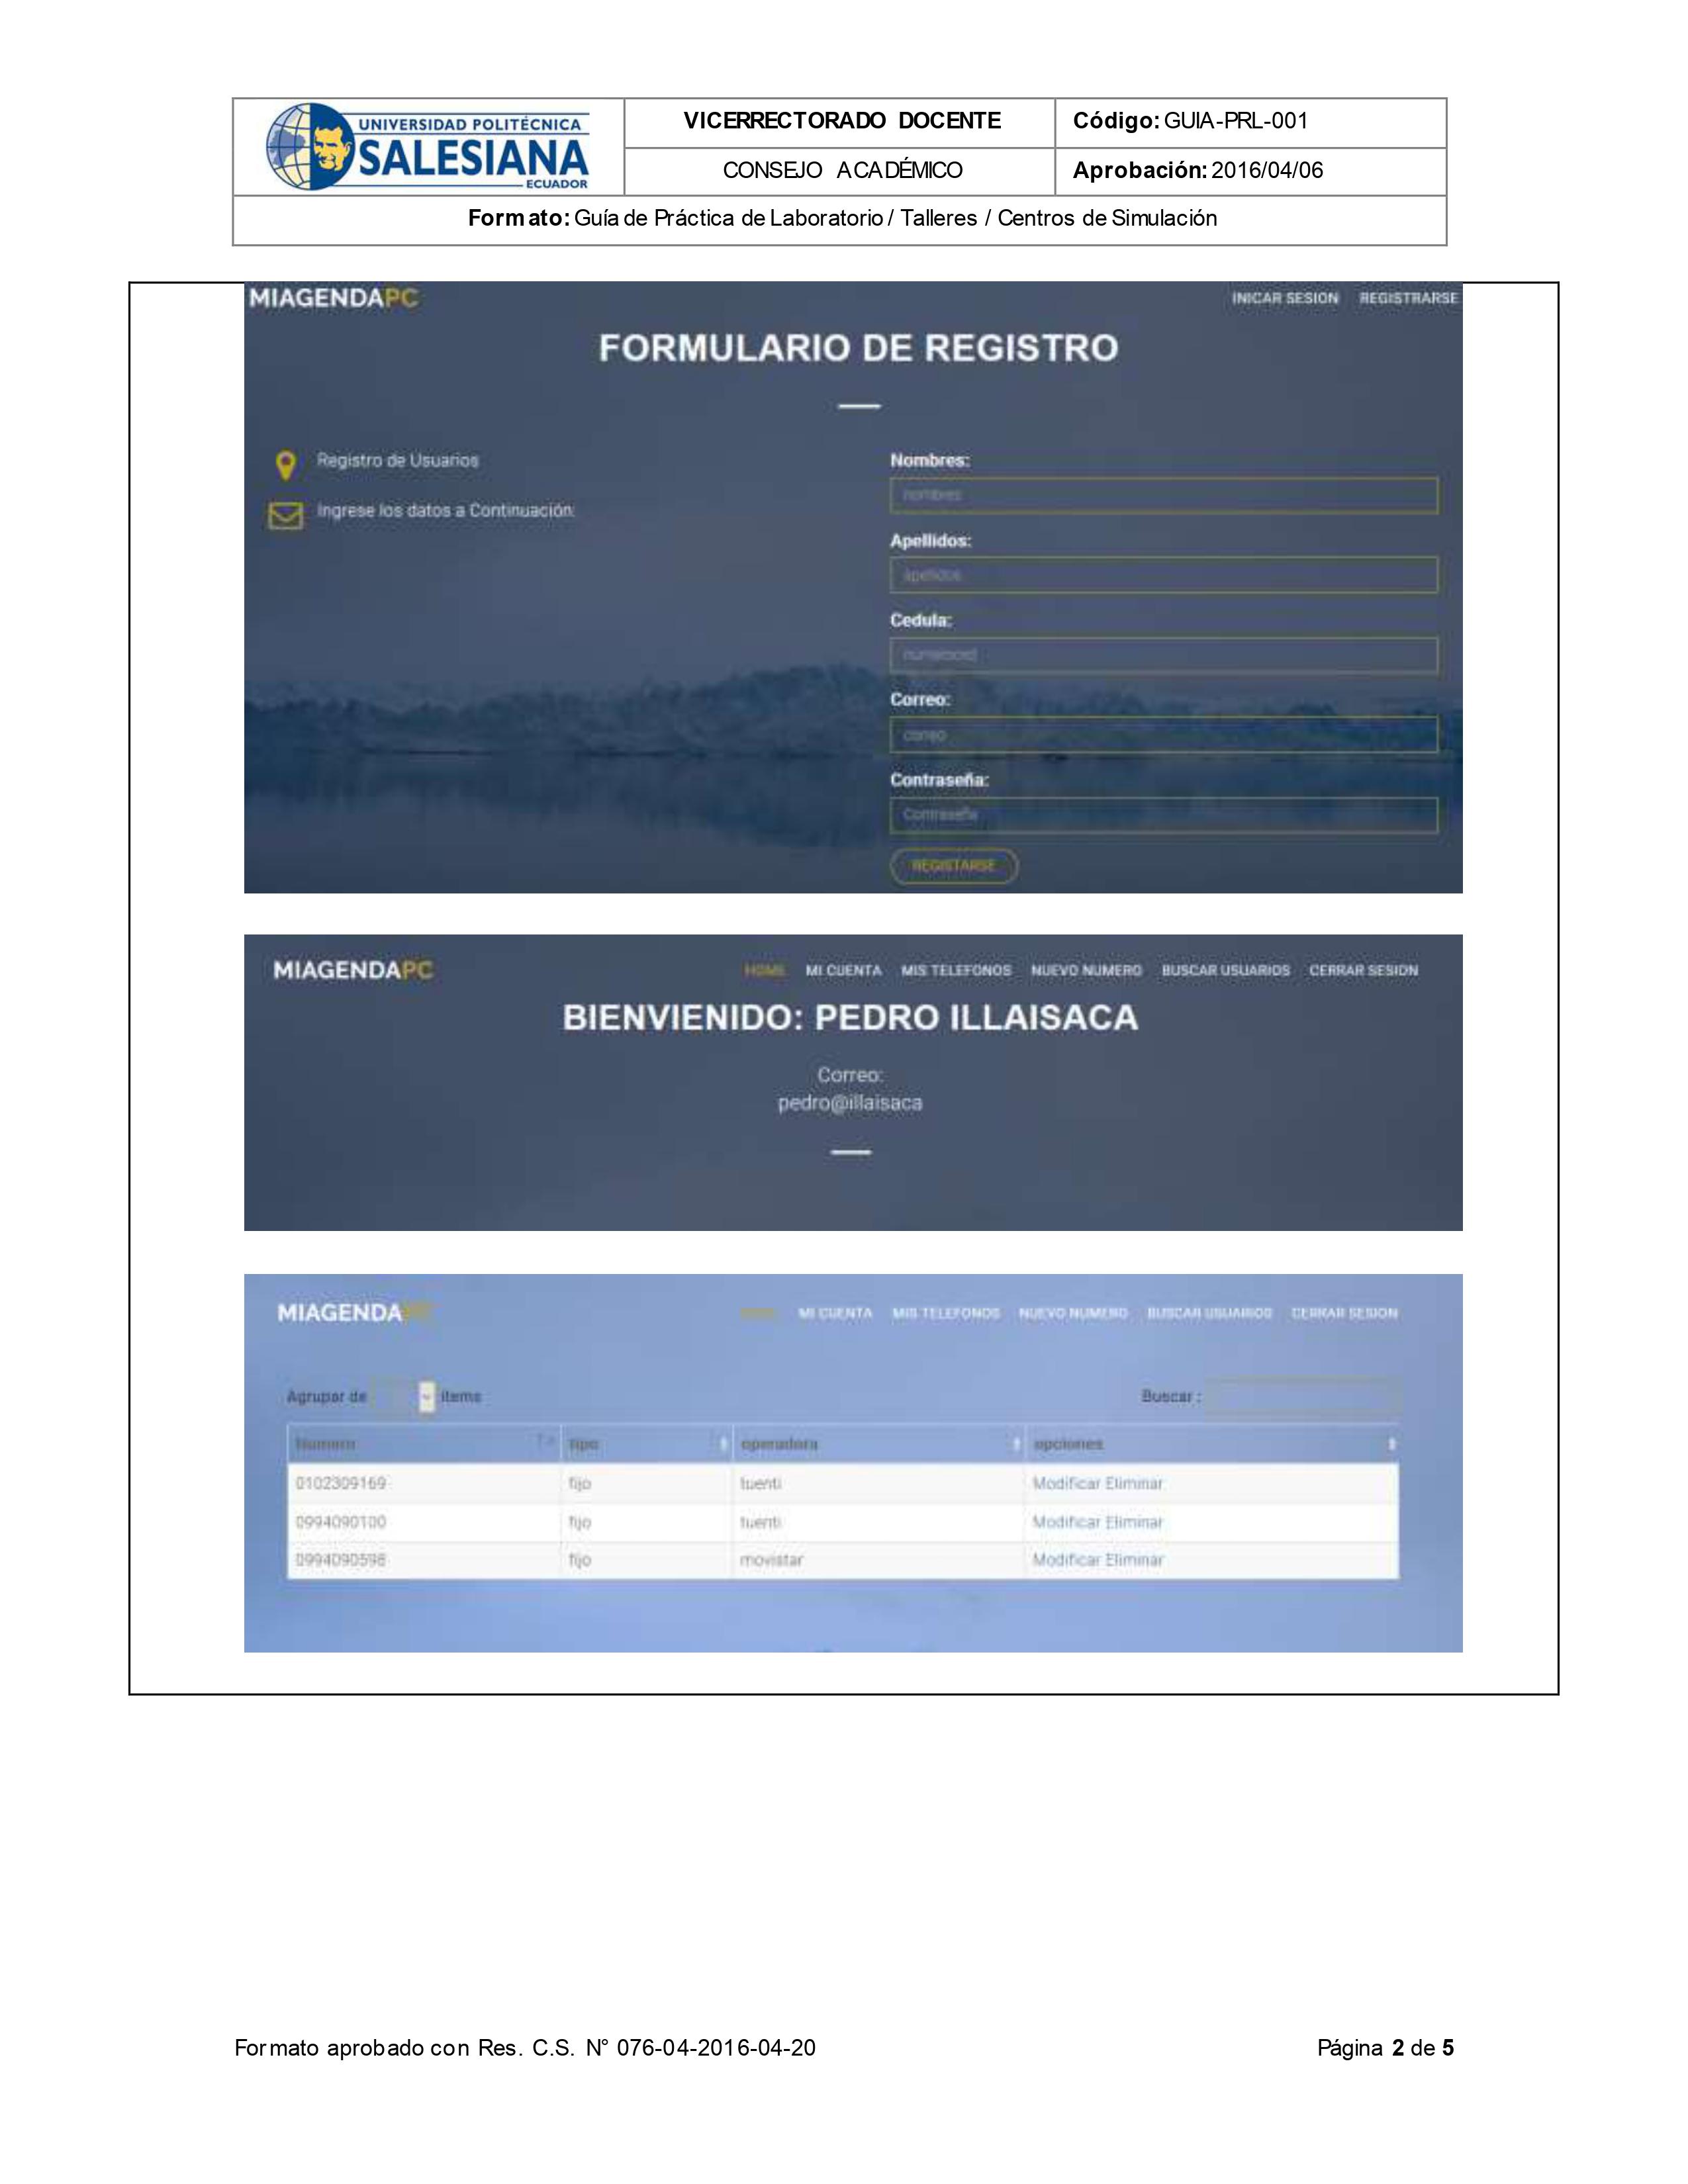 UNIVERSIDAD POLITÉCNICA
SALESIANA
ECUADOR
VICERRECTORADO DOCENTE
CONSEJO ACADÉMICO
Código: GUIA-PRL-001
Aprobación: 2016/04/06
Formato: Guía de Práctica de Laboratorio / Talleres / Centros de Simulación
MIAGENDAPC
INICAR SESION REGISTRARSE
FORMULARIO DE REGISTRO
Registro de Usuarios
Ingrese los datos a Continuación:
Nombres:
nombres
Apellidos:
apellidos
Cedula:
Correo:
correo
Contraseña:
Contraseña
REGISTARSE
MIAGENDAPC
HOME MI CUENTA MIS TELEFONOS NUEVO NUMERO BUSCAR USUARIOS CERRAR SESION
BIENVIENIDO: PEDRO ILLAISACA
Correo:
pedro@illaisaca
MIAGENDAPC
HOME MI CUENTA MIS TELEFONOS NUEVO NUMERO BUSCAR USUARIOS CERRAR SESION
Agrupar de items
Buscar :
Numero tipo operadora opciones
0102309169 fijo tuenti Modificar Eliminar
0994090100 fijo tuenti Modificar Eliminar
0994090598 fijo movistar Modificar Eliminar
Formato aprobado con Res. C.S. N° 076-04-2016-04-20
Página 2 de 5